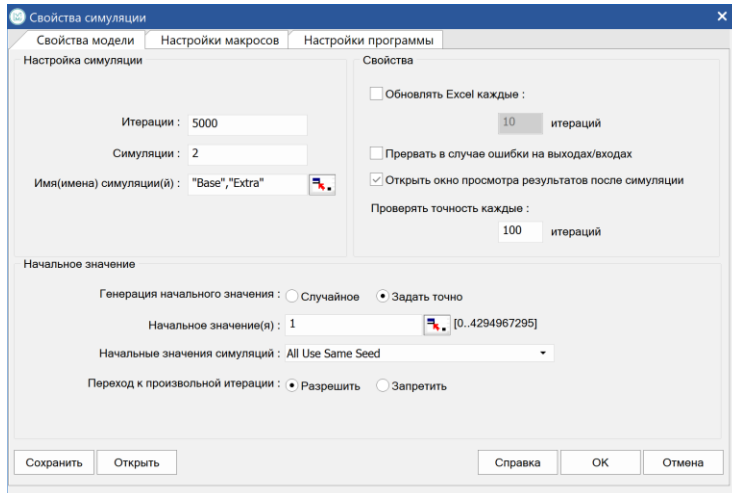 Свойства симуляции
Свойства модели Настройки макросов Настройки программы
Настройка симуляции
Итерации : 5000
Симуляции : 2
Имя(имена) симуляции(й) : "Base","Extra"
Свойства
Обновлять Excel каждые :
10 итераций
Прервать в случае ошибки на выходах/входах
Открыть окно просмотра результатов после симуляции
Проверять точность каждые :
100 итераций
Начальное значение
Генерация начального значения : Случайное Задать точно
Начальное значение(я) : 1 [0..4294967295]
Начальные значения симуляций : All Use Same Seed
Переход к произвольной итерации : Разрешить Запретить
Сохранить Открыть Справка OK Отмена